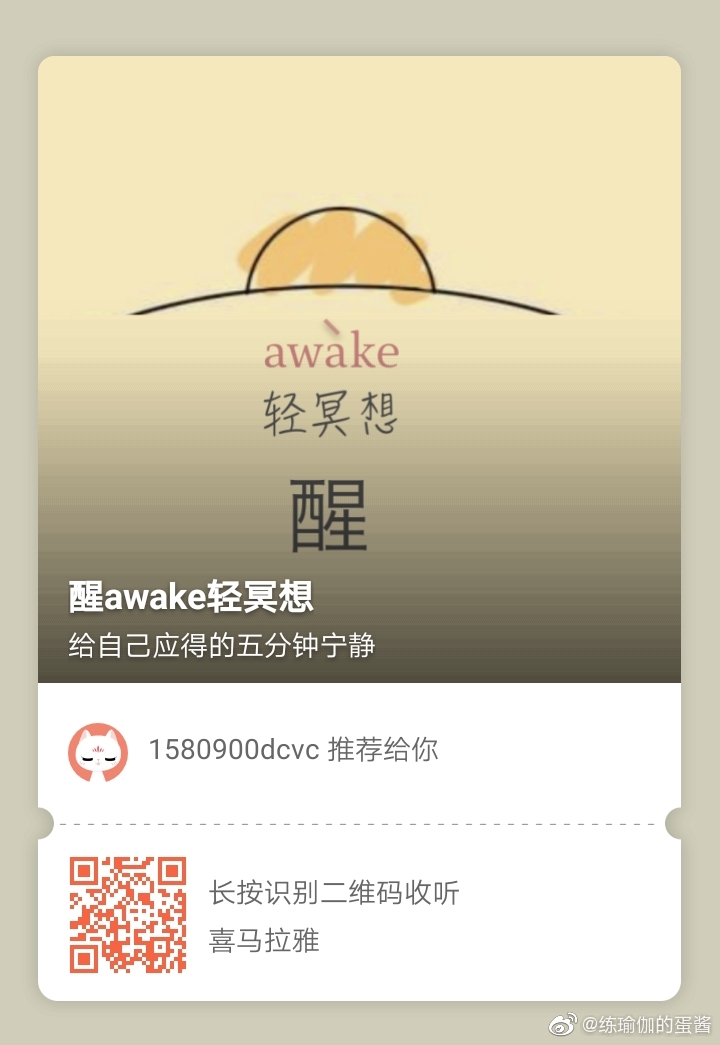 awake
轻冥想
醒
醒awake轻冥想
给自己应得的五分钟宁静
1580900dcvc 推荐给你
长按识别二维码收听
喜马拉雅
@练瑜伽的蛋酱